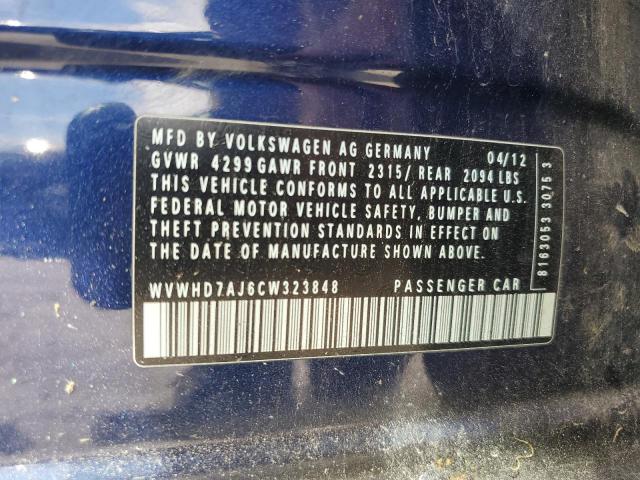 MFD BY VOLKSWAGEN AG GERMANY 04/12
GVWR 4299 GAWR FRONT 2315/ REAR 2094 LBS
THIS VEHICLE CONFORMS TO ALL APPLICABLE U.S.
FEDERAL MOTOR VEHICLE SAFETY, BUMPER AND
THEFT PREVENTION STANDARDS IN EFFECT ON
THE DATE OF MANUFACTURE SHOWN ABOVE.
WVWHD7AJ6CW323848 PASSENGER CAR
8163053 3075 3